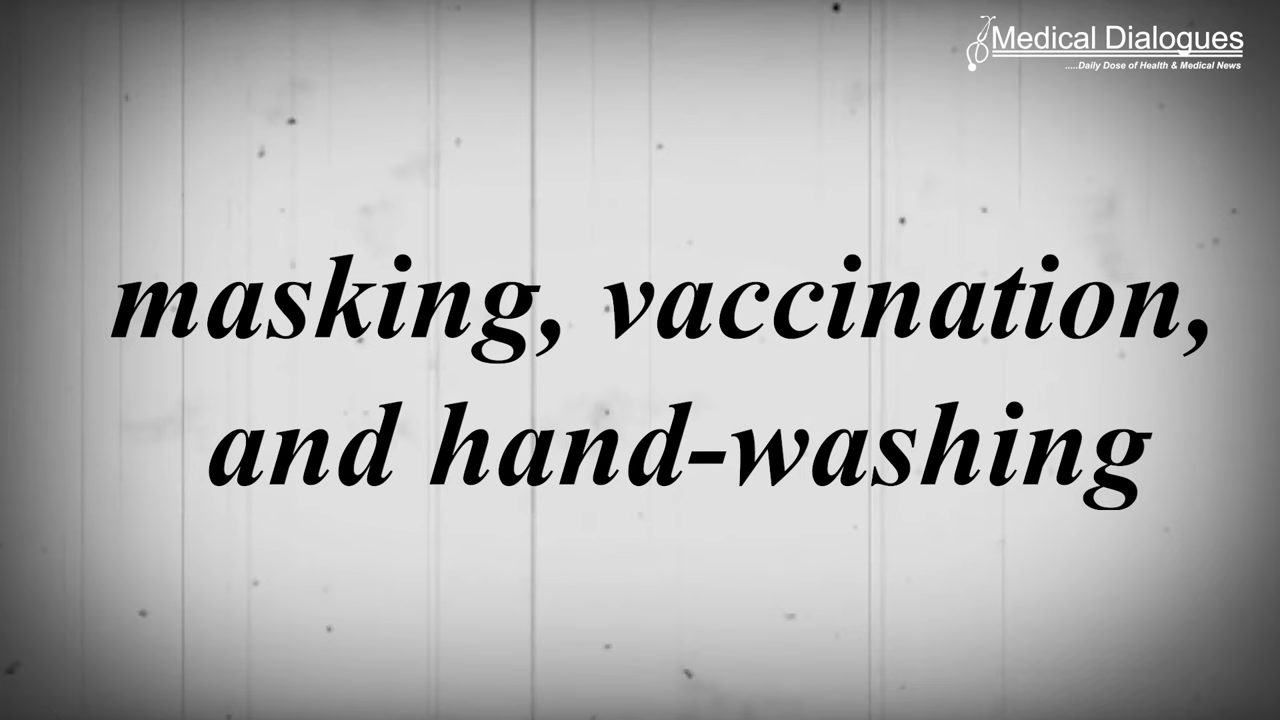 Medical Dialogues
.....Daily Dose of Health & Medical News
masking, vaccination,
and hand-washing